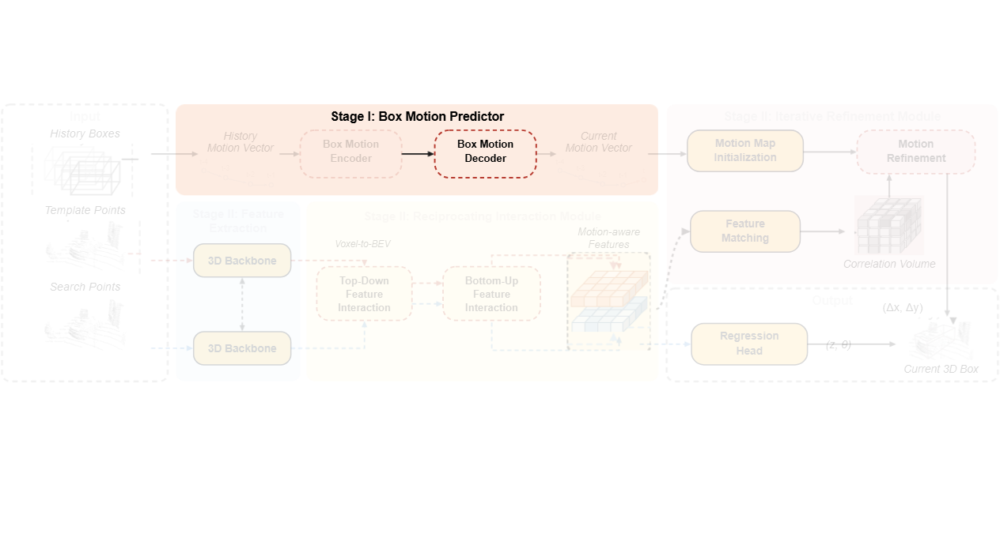 Input
History Boxes
Template Points
Search Points
Stage I: Box Motion Predictor
History
Motion Vector
Box Motion
Encoder
Box Motion
Decoder
Current
Motion Vector
Stage II: Feature
Extraction
3D Backbone
3D Backbone
Stage II: Reciprocating Interaction Module
Voxel-to-BEV
Top-Down
Feature
Interaction
Bottom-Up
Feature
Interaction
Motion-aware
Features
Stage III: Iterative Refinement Module
Motion Map
Initialization
Motion
Refinement
Feature
Matching
Correlation Volume
Output
(Δx, Δy)
Regression
Head
(z, θ)
Current 3D Box